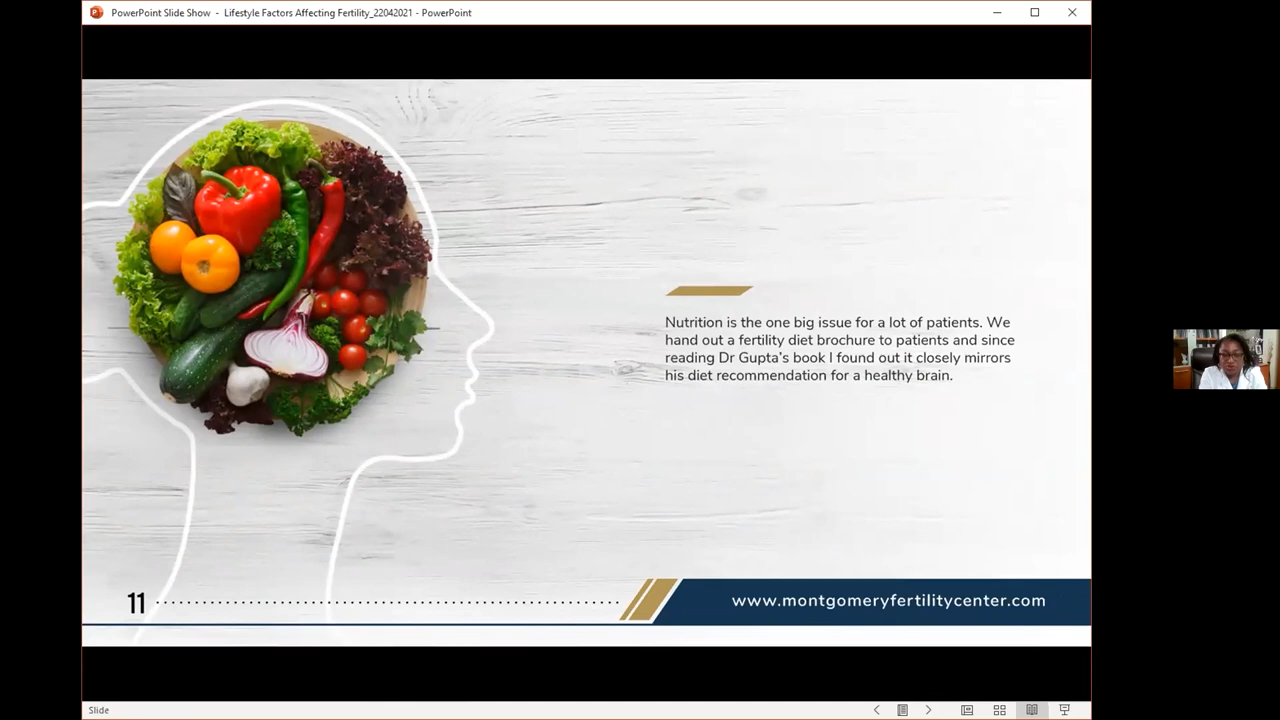 PowerPoint Slide Show - Lifestyle Factors Affecting Fertility_22042021 - PowerPoint
Nutrition is the one big issue for a lot of patients. We
hand out a fertility diet brochure to patients and since
reading Dr Gupta's book I found out it closely mirrors
his diet recommendation for a healthy brain.
11
www.montgomeryfertilitycenter.com
Slide